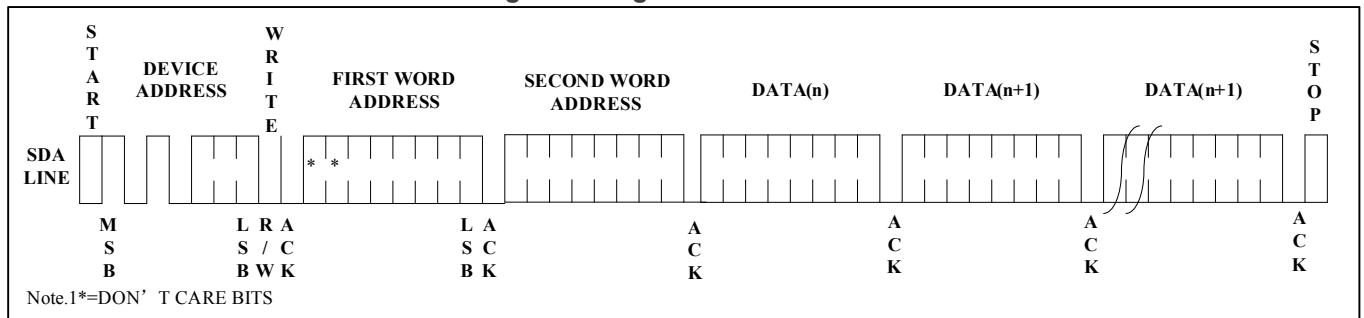 START
DEVICE ADDRESS
WRITE
FIRST WORD ADDRESS
SECOND WORD ADDRESS
DATA(n)
DATA(n+1)
DATA(n+1)
STOP
SDA LINE
* *
MSB
LSB
R/W
ACK
LSB
ACK
ACK
ACK
ACK
ACK
Note.1*=DON’T CARE BITS